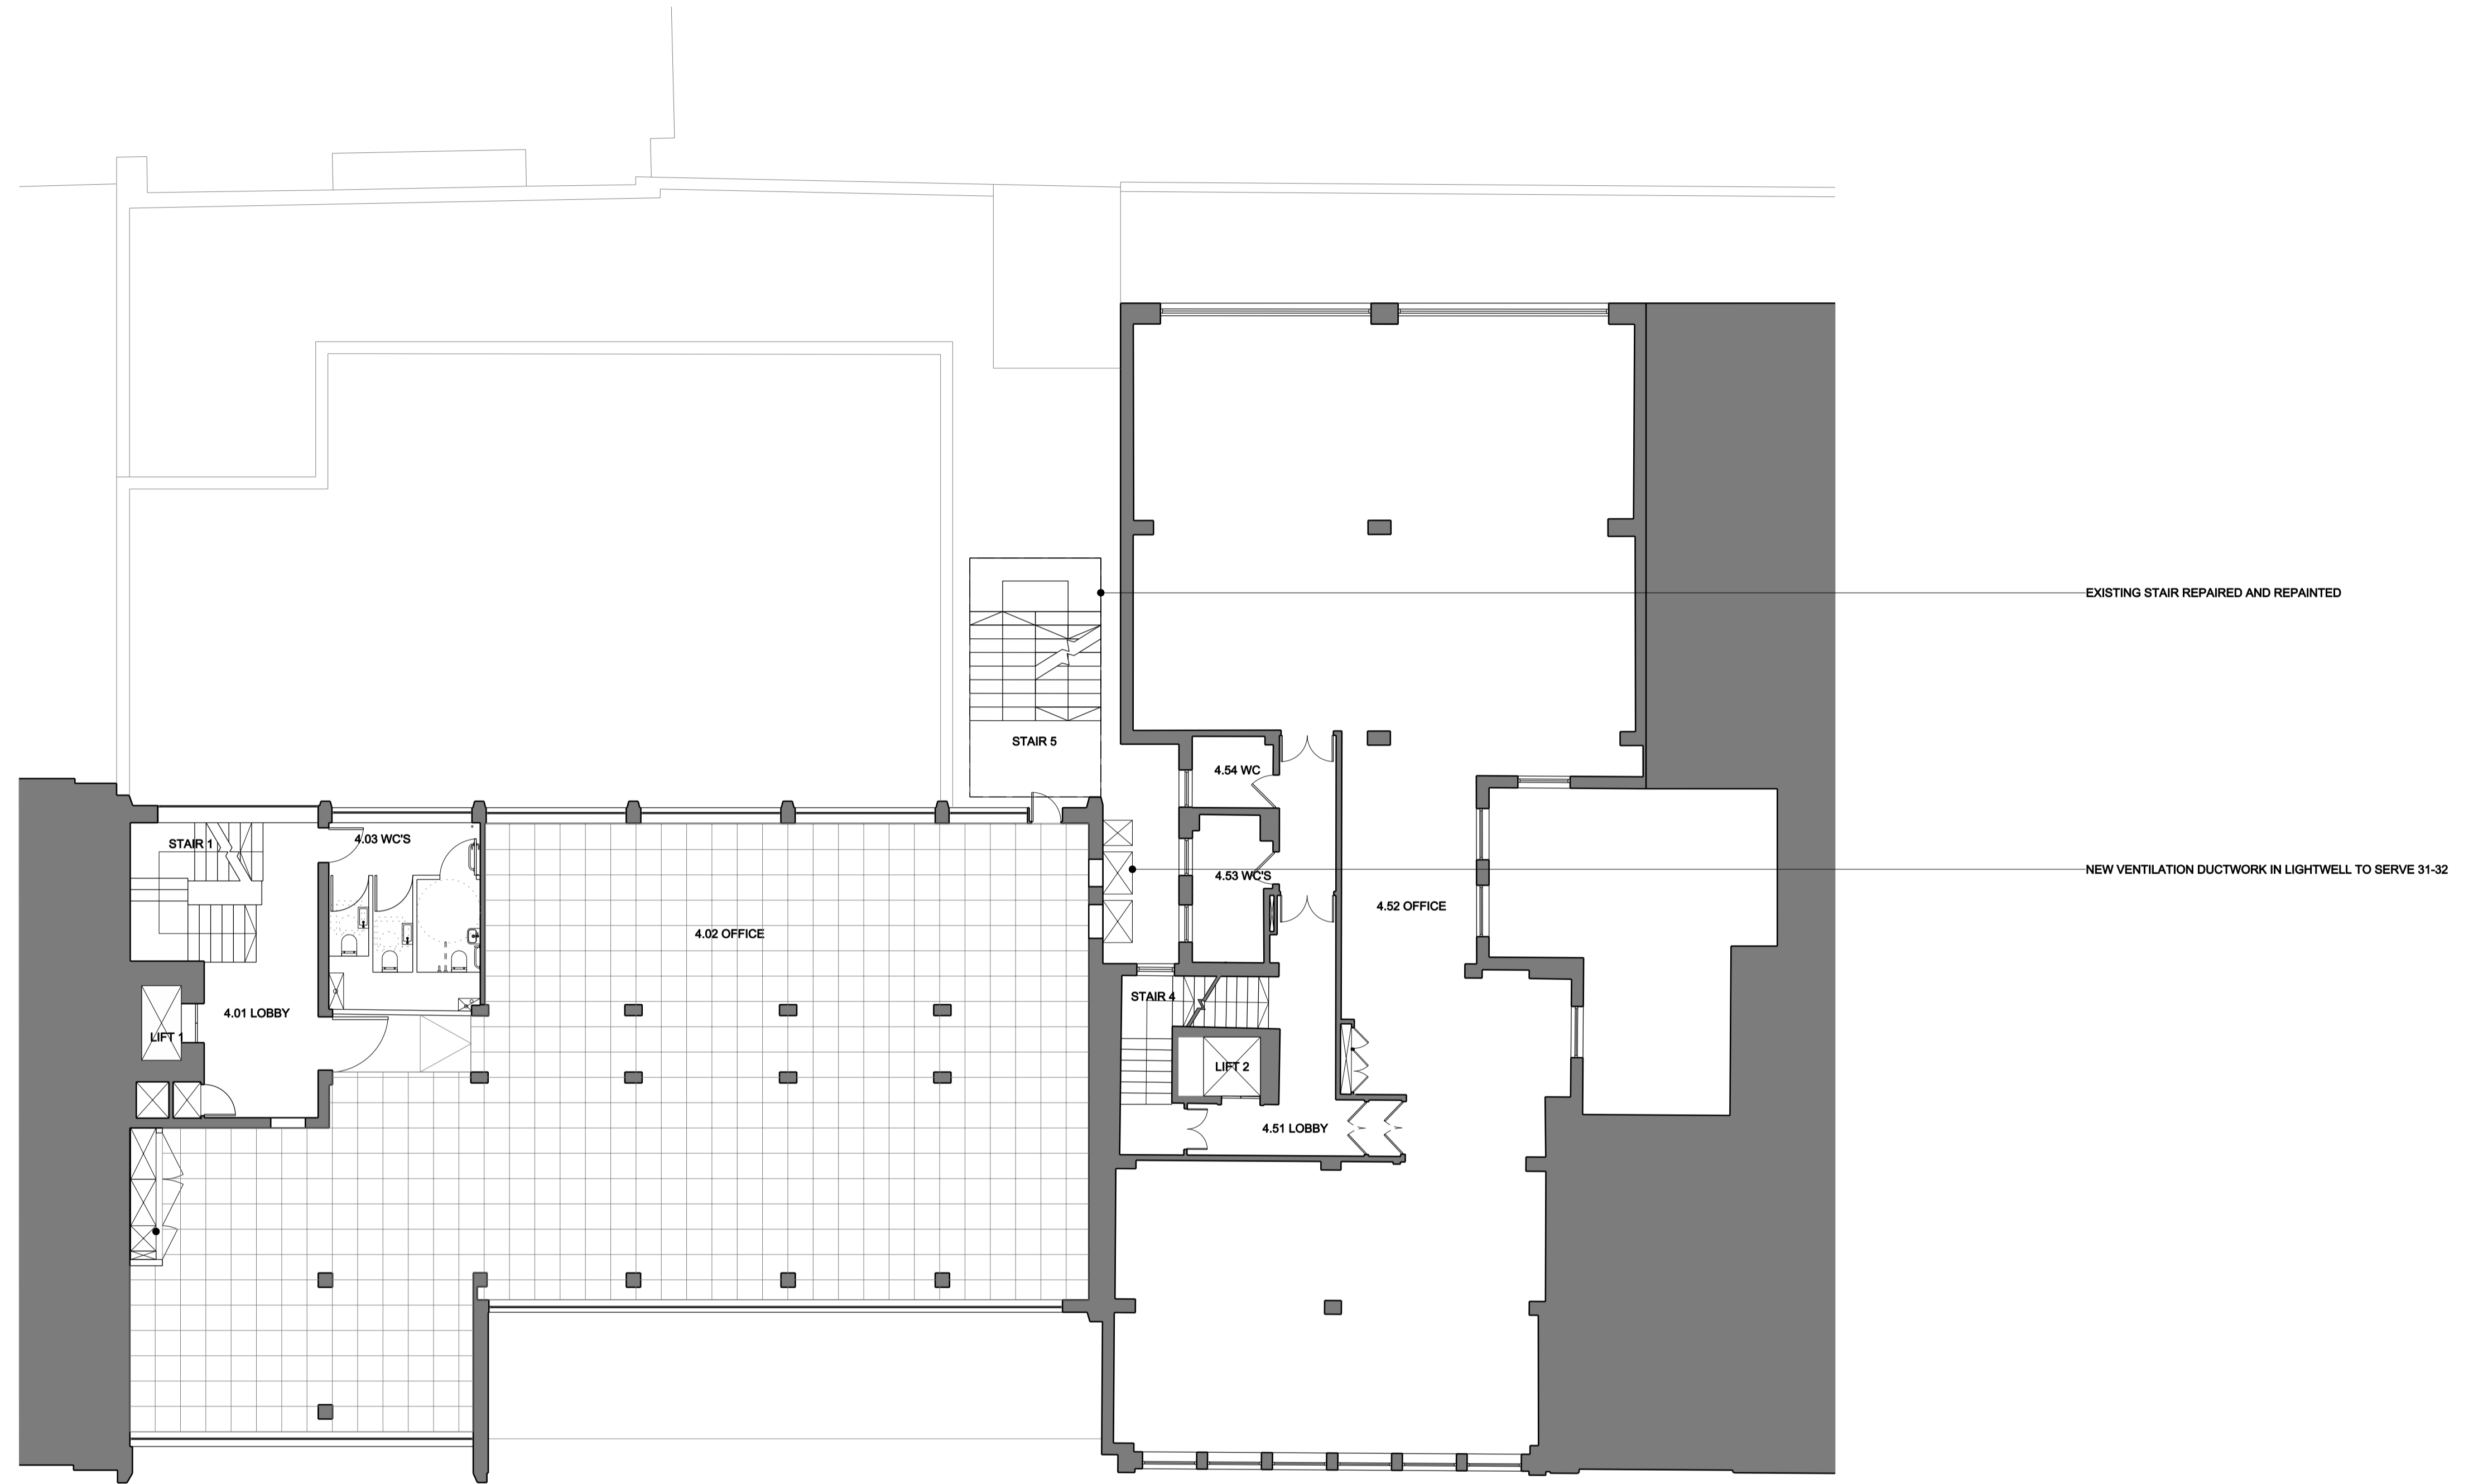 EXISTING STAIR REPAIRED AND REPAINTED
STAIR 5
4.54 WC
STAIR 1
4.03 WC'S
NEW VENTILATION DUCTWORK IN LIGHTWELL TO SERVE 31-32
4.53 WC'S
4.52 OFFICE
4.02 OFFICE
STAIR 4
4.01 LOBBY
LIFT 1
LIFT 2
4.51 LOBBY